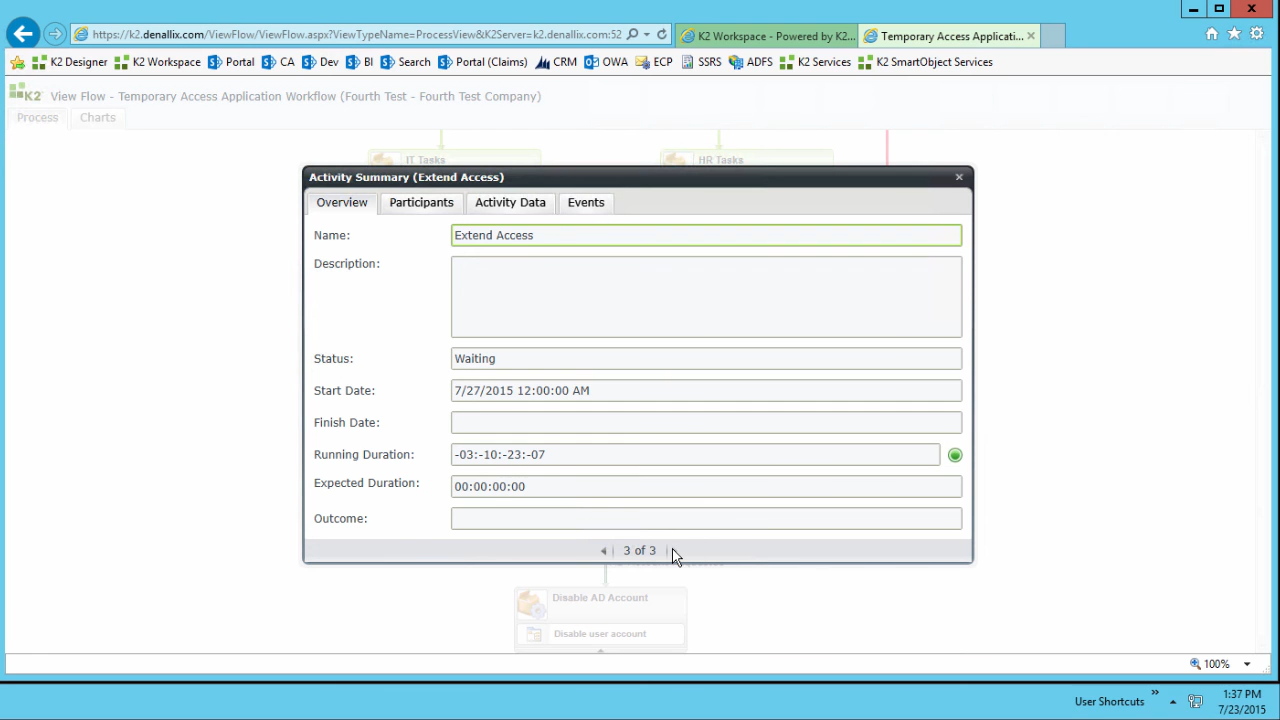 https://k2.denallix.com/ViewFlow/ViewFlow.aspx?ViewTypeName=ProcessView&K2Server=k2.denallix.com:52
K2 Workspace - Powered by K2...
Temporary Access Applicati...
K2 Designer
K2 Workspace
Portal
CA
Dev
BI
Search
Portal (Claims)
CRM
OWA
ECP
SSRS
ADFS
K2 Services
K2 SmartObject Services
K2 View Flow - Temporary Access Application Workflow (Fourth Test - Fourth Test Company)
Process
Charts
IT Tasks
HR Tasks
Activity Summary (Extend Access)
Overview
Participants
Activity Data
Events
Name: Extend Access
Description:
Status: Waiting
Start Date: 7/27/2015 12:00:00 AM
Finish Date:
Running Duration: -03:-10:-23:-07
Expected Duration: 00:00:00:00
Outcome:
3 of 3
Disable AD Account
Disable user account
100%
User Shortcuts
1:37 PM
7/23/2015